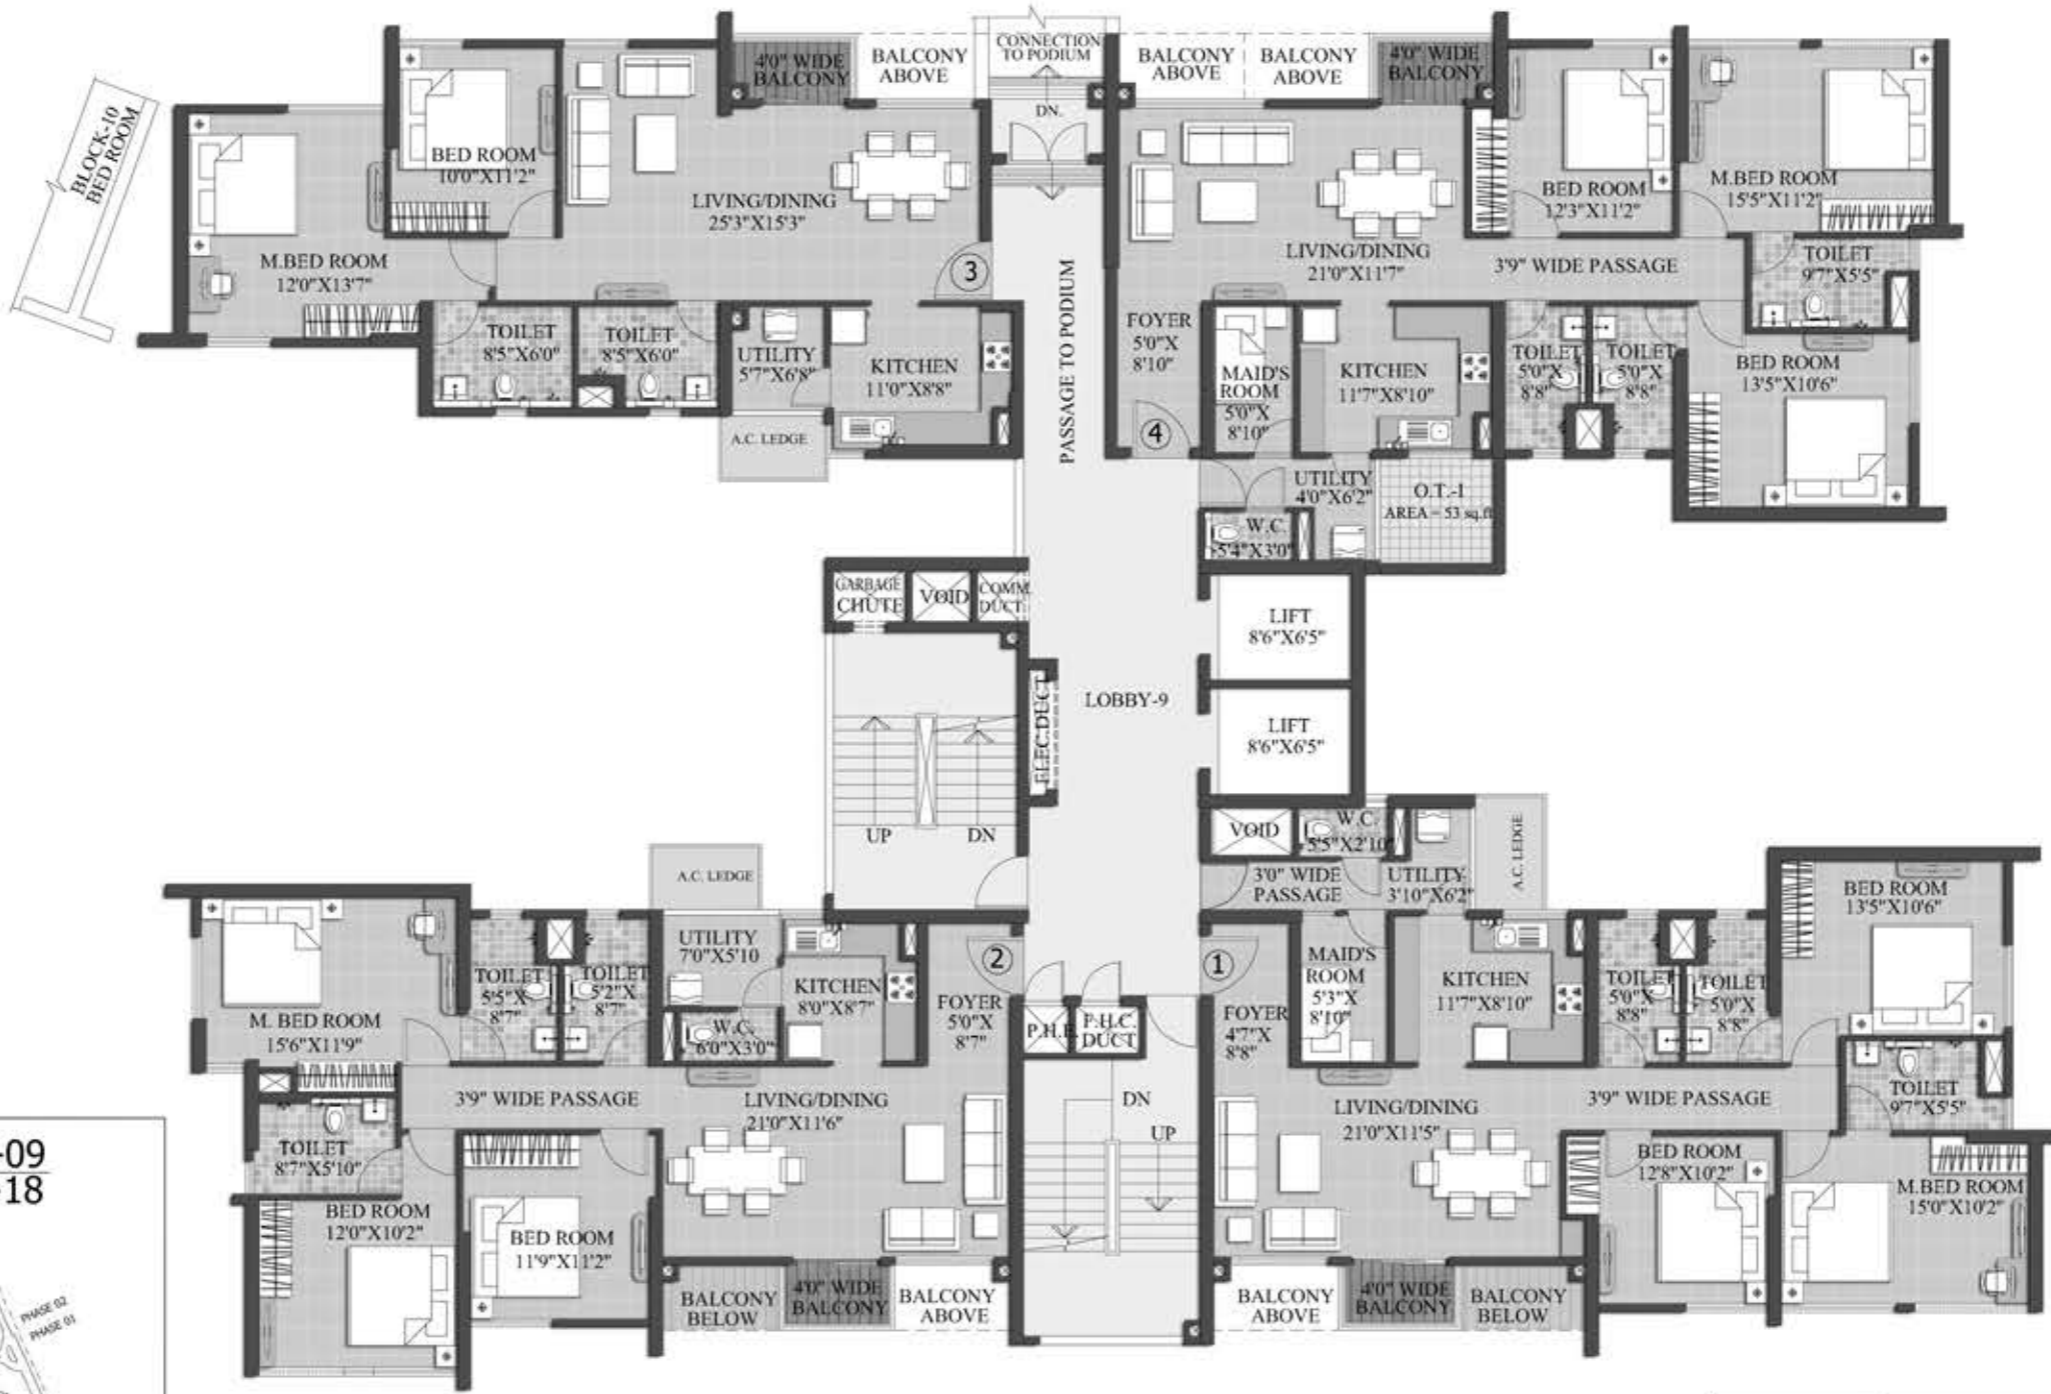 BLOCK-10
BED ROOM
4'0" WIDE
BALCONY
BALCONY
ABOVE
CONNECTION
TO PODIUM
DN.
BALCONY
ABOVE
BALCONY
ABOVE
4'0" WIDE
BALCONY
BED ROOM
10'0"X11'2"
M.BED ROOM
12'0"X13'7"
LIVING/DINING
25'3"X15'3"
3
TOILET
8'5"X6'0"
TOILET
8'5"X6'0"
UTILITY
5'7"X6'8"
KITCHEN
11'0"X8'8"
A.C. LEDGE
PASSAGE TO PODIUM
BED ROOM
12'3"X11'2"
M.BED ROOM
15'5"X11'2"
LIVING/DINING
21'0"X11'7"
3'9" WIDE PASSAGE
TOILET
9'7"X5'5"
FOYER
5'0"X
8'10"
4
MAID'S
ROOM
5'0"X
8'10"
KITCHEN
11'7"X8'10"
TOILET
5'0"X
8'8"
TOILET
5'0"X
8'8"
BED ROOM
13'5"X10'6"
UTILITY
4'0"X6'2"
O.T.-I
AREA = 53 sq.ft
W.C.
5'4"X3'0"
GARBAGE
CHUTE
VOID
COMM.
DUCT.
LIFT
8'6"X6'5"
ELEC.DUCT
LOBBY-9
LIFT
8'6"X6'5"
UP
DN
VOID
W.C.
5'5"X2'10"
3'0" WIDE
PASSAGE
UTILITY
3'10"X6'2"
A.C. LEDGE
A.C. LEDGE
BED ROOM
13'5"X10'6"
M. BED ROOM
15'6"X11'9"
TOILET
5'5"X
8'7"
TOILET
5'2"X
8'7"
UTILITY
7'0"X5'10
KITCHEN
8'0"X8'7"
W.C.
6'0"X3'0"
FOYER
5'0"X
8'7"
2
1
P.H.E
P.H.C.
DUCT
FOYER
4'7"X
8'8"
MAID'S
ROOM
5'3"X
8'10"
KITCHEN
11'7"X8'10"
TOILET
5'0"X
8'8"
TOILET
5'0"X
8'8"
TOILET
9'7"X5'5"
3'9" WIDE PASSAGE
LIVING/DINING
21'0"X11'6"
DN
UP
LIVING/DINING
21'0"X11'5"
3'9" WIDE PASSAGE
TOILET
8'7"X5'10"
BED ROOM
12'0"X10'2"
BED ROOM
11'9"X11'2"
BED ROOM
12'8"X10'2"
M.BED ROOM
15'0"X10'2"
BALCONY
BELOW
4'0" WIDE
BALCONY
BALCONY
ABOVE
BALCONY
ABOVE
4'0" WIDE
BALCONY
BALCONY
BELOW
-09
-18
PHASE 02
PHASE 01